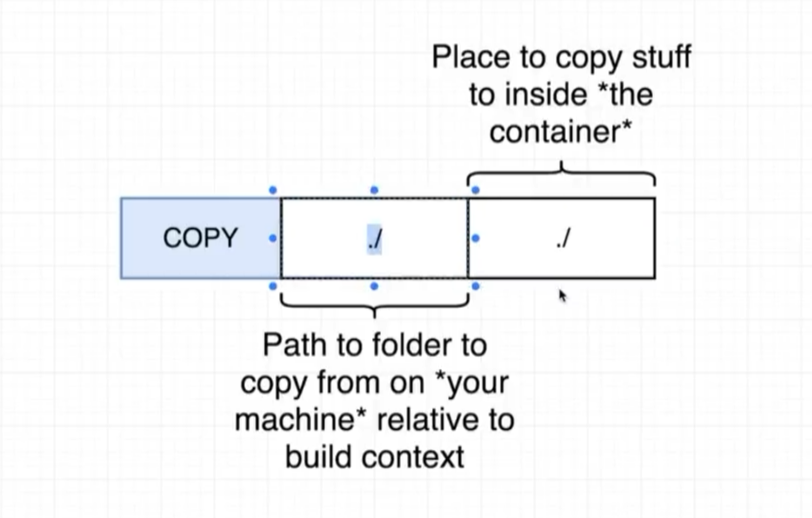 Place to copy stuff
to inside *the
container*
COPY
./
./
Path to folder to
copy from on *your
machine* relative to
build context